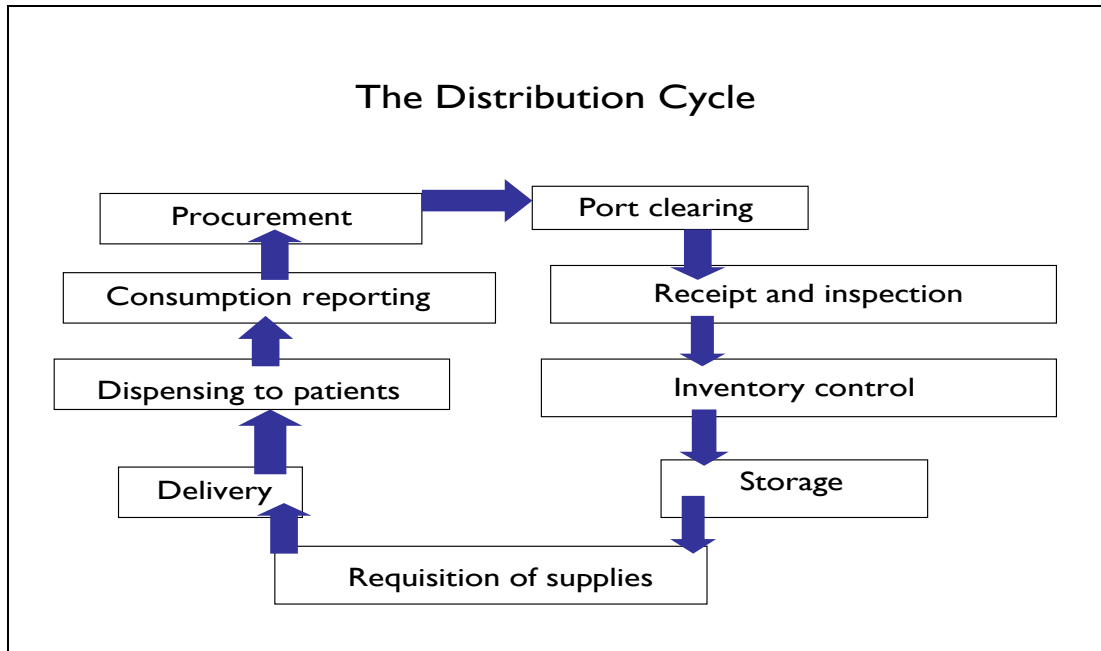 The Distribution Cycle
Procurement
Port clearing
Consumption reporting
Receipt and inspection
Dispensing to patients
Inventory control
Delivery
Storage
Requisition of supplies